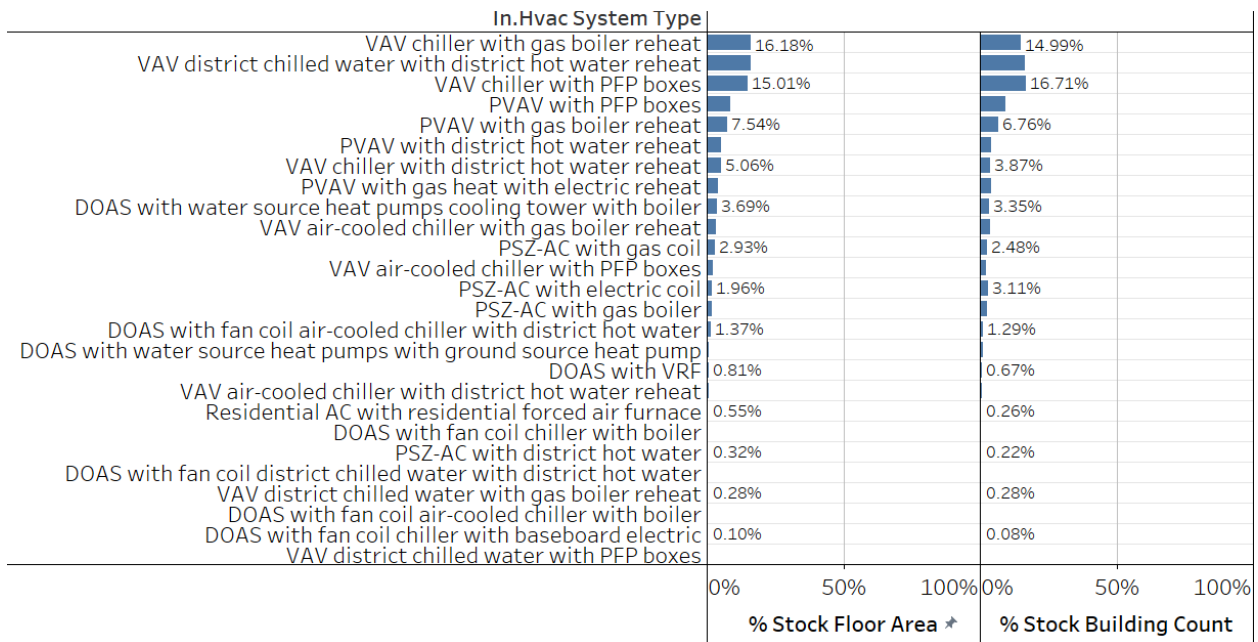 In.Hvac System Type
VAV chiller with gas boiler reheat 16.18% 14.99%
VAV district chilled water with district hot water reheat
VAV chiller with PFP boxes 15.01% 16.71%
PVAV with PFP boxes
PVAV with gas boiler reheat 7.54% 6.76%
PVAV with district hot water reheat
VAV chiller with district hot water reheat 5.06% 3.87%
PVAV with gas heat with electric reheat
DOAS with water source heat pumps cooling tower with boiler 3.69% 3.35%
VAV air-cooled chiller with gas boiler reheat
PSZ-AC with gas coil 2.93% 2.48%
VAV air-cooled chiller with PFP boxes
PSZ-AC with electric coil 1.96% 3.11%
PSZ-AC with gas boiler
DOAS with fan coil air-cooled chiller with district hot water 1.37% 1.29%
DOAS with water source heat pumps with ground source heat pump
DOAS with VRF 0.81% 0.67%
VAV air-cooled chiller with district hot water reheat
Residential AC with residential forced air furnace 0.55% 0.26%
DOAS with fan coil chiller with boiler
PSZ-AC with district hot water 0.32% 0.22%
DOAS with fan coil district chilled water with district hot water
VAV district chilled water with gas boiler reheat 0.28% 0.28%
DOAS with fan coil air-cooled chiller with boiler
DOAS with fan coil chiller with baseboard electric 0.10% 0.08%
VAV district chilled water with PFP boxes
0% 50% 100% 0% 50% 100%
% Stock Floor Area % Stock Building Count